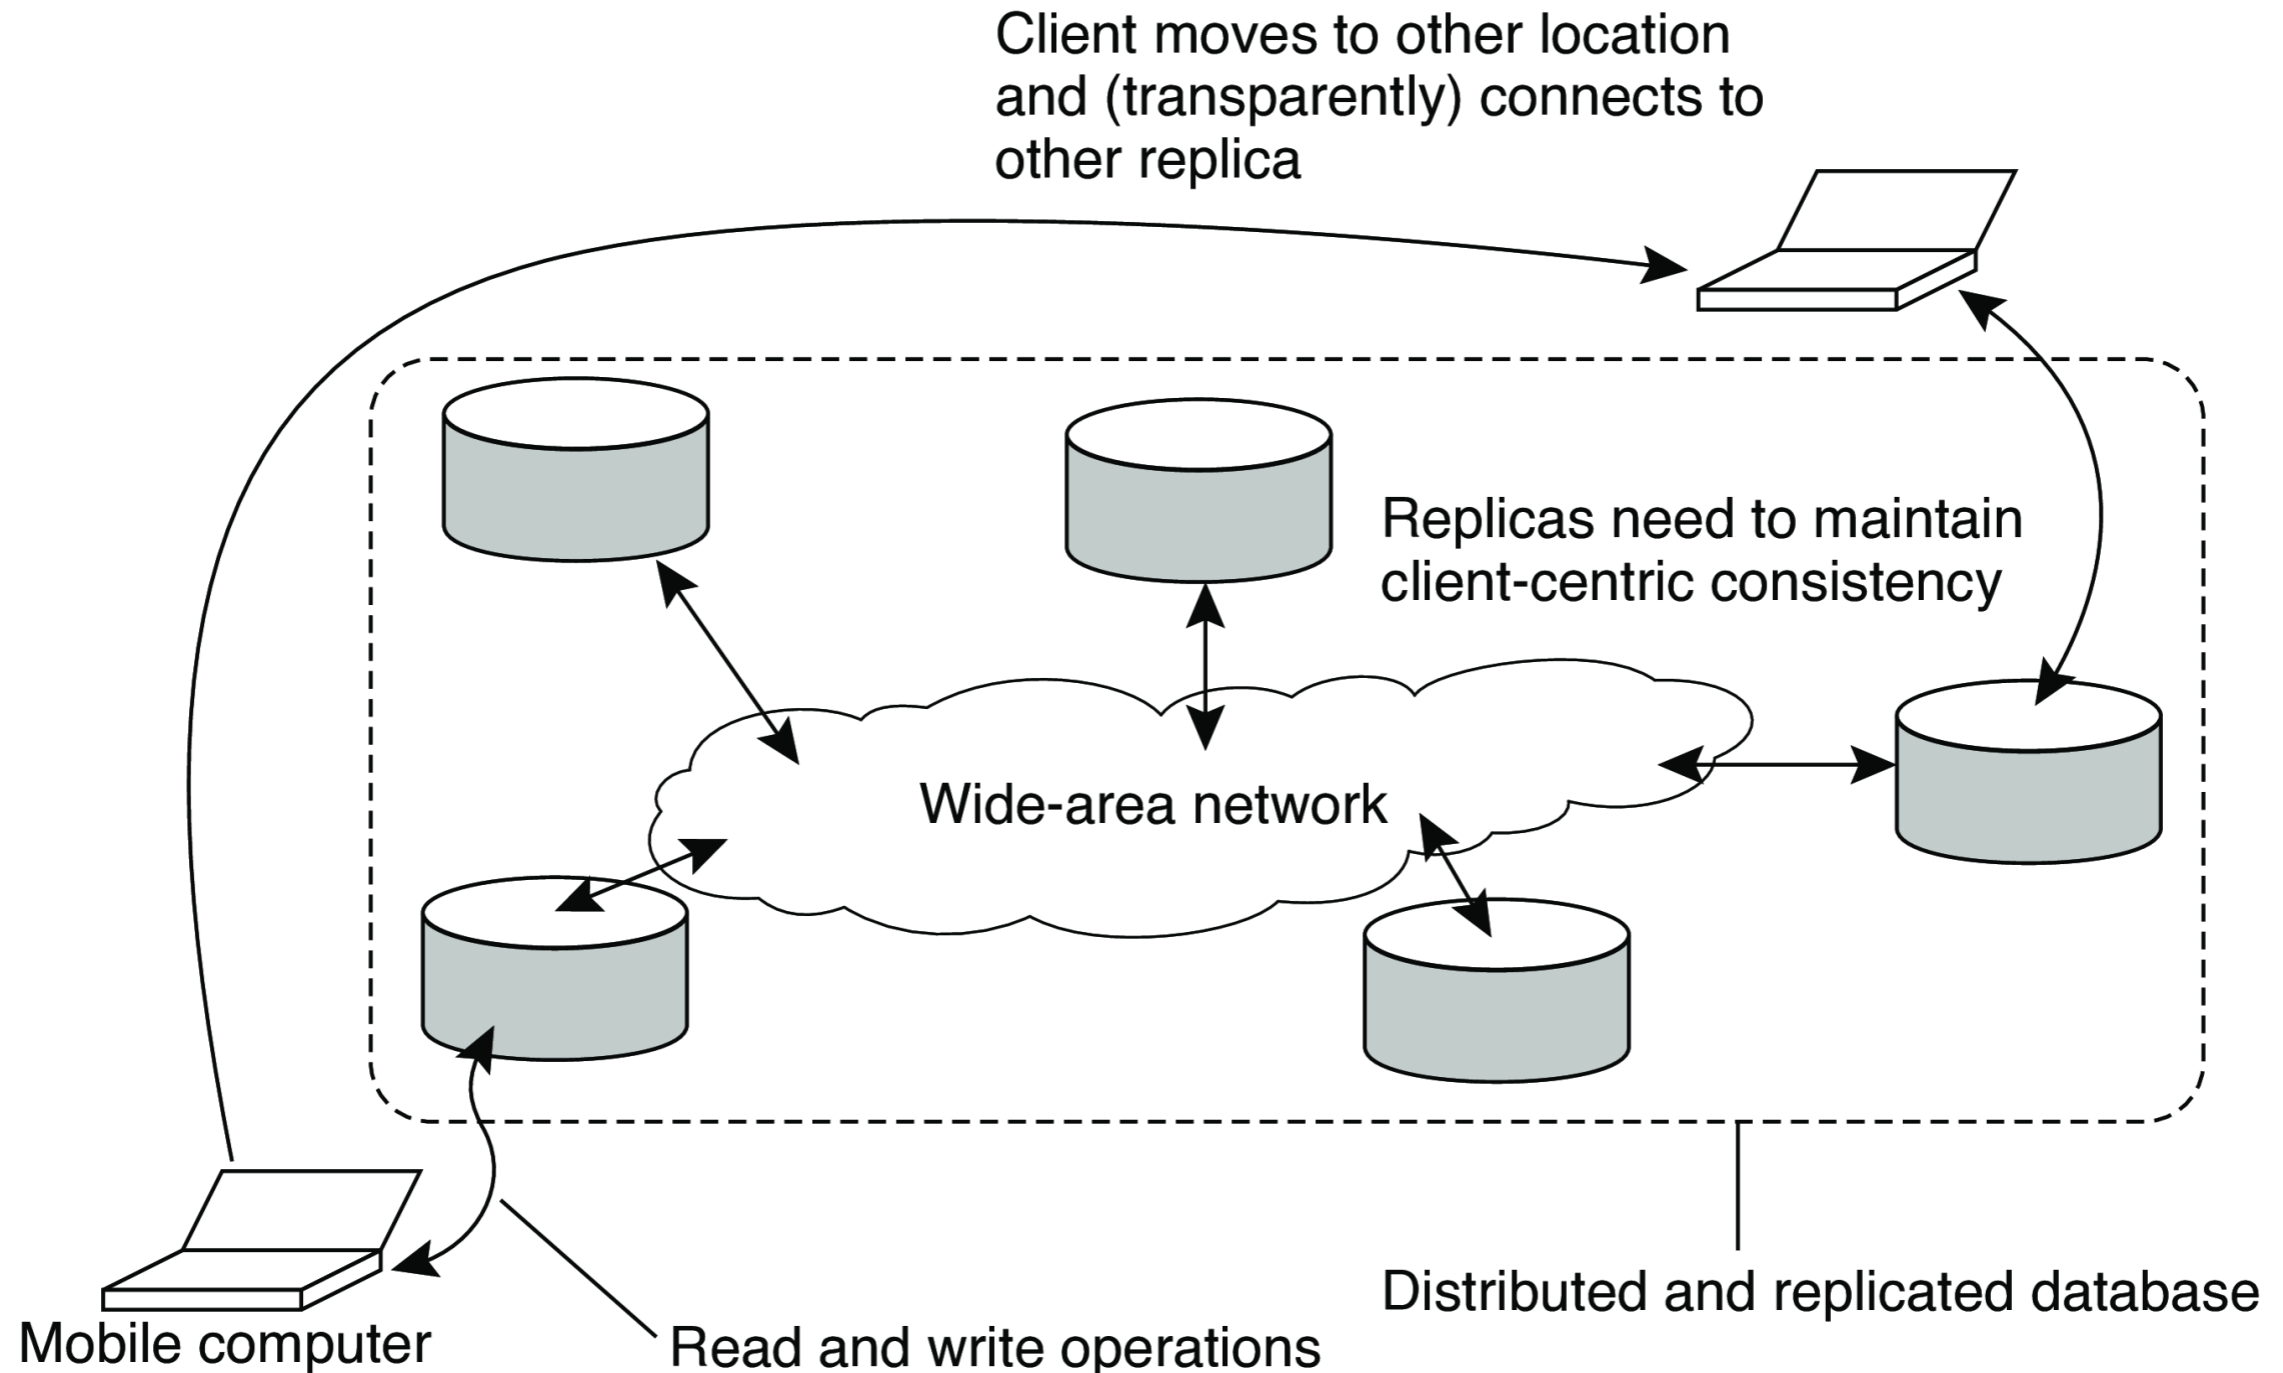 Client moves to other location
and (transparently) connects to
other replica
Replicas need to maintain
client-centric consistency
Wide-area network
Distributed and replicated database
Mobile computer
Read and write operations